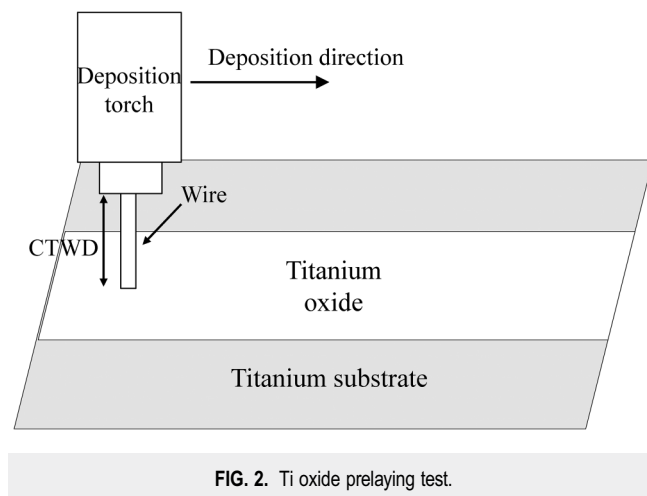 Deposition
torch
Deposition direction
Wire
CTWD
Titanium
oxide
Titanium substrate
FIG. 2. Ti oxide prelaying test.